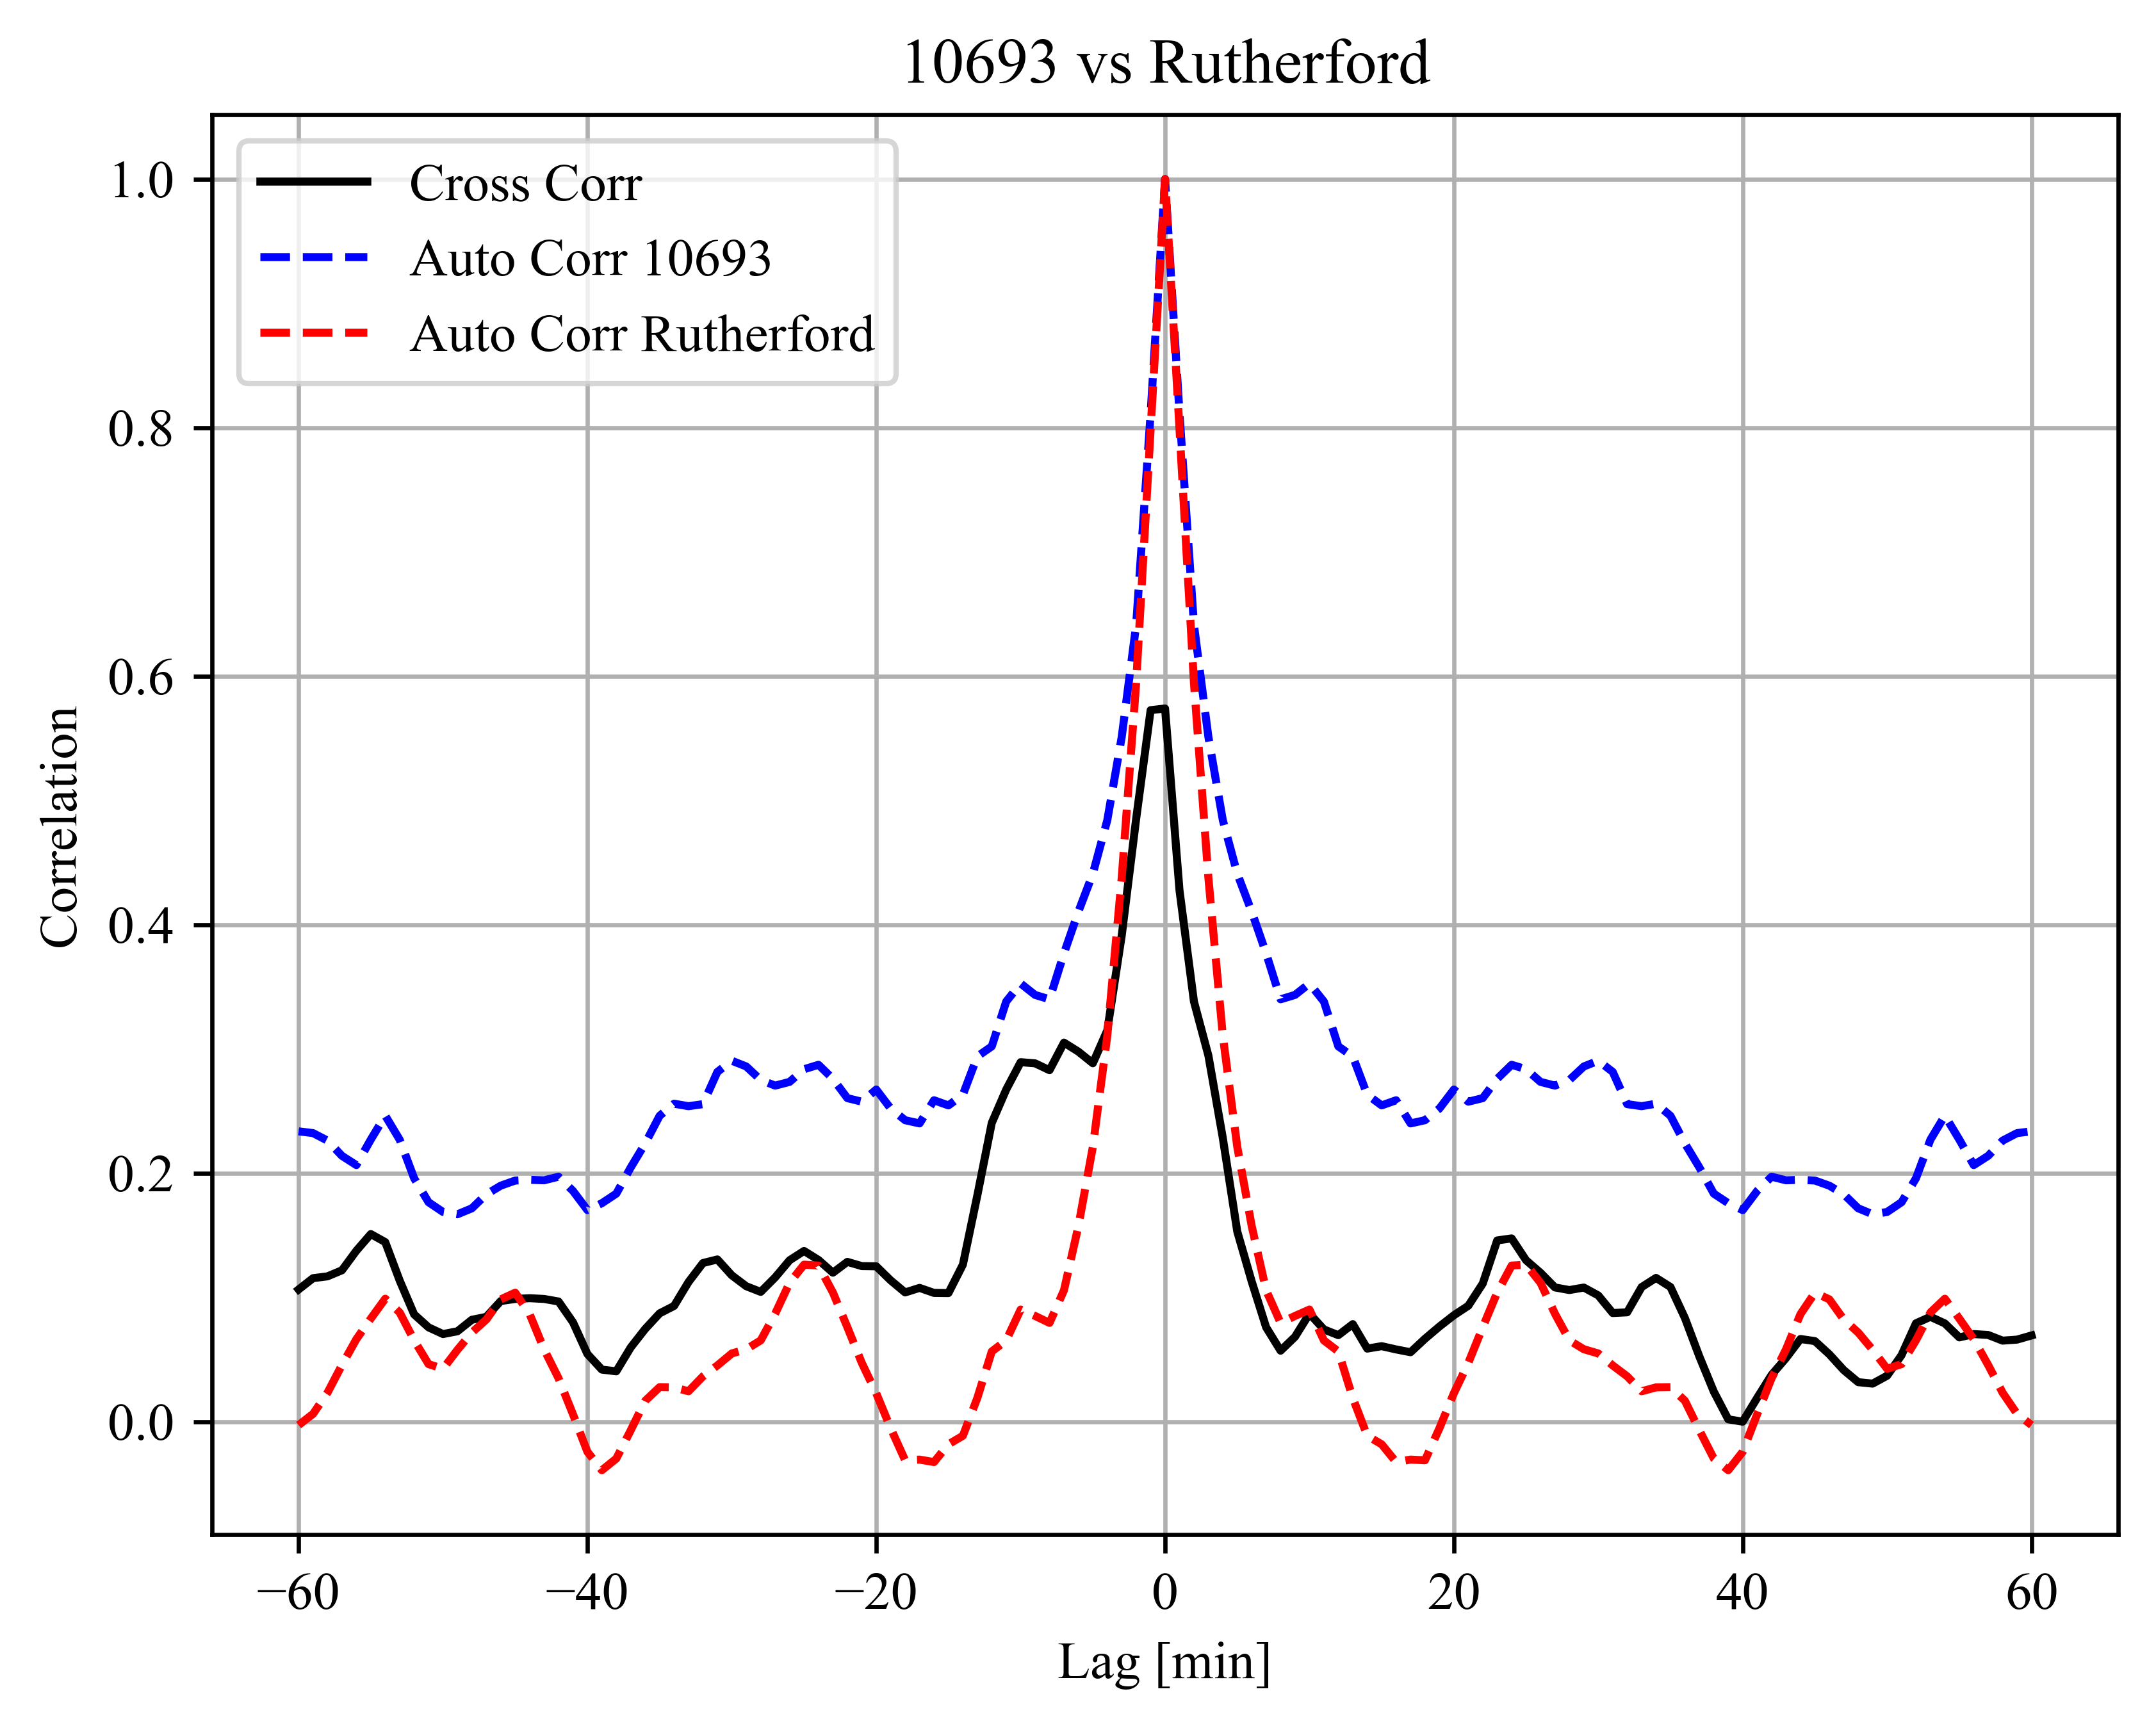 10693 vs Rutherford
Cross Corr
Auto Corr 10693
Auto Corr Rutherford
1.0
0.8
0.6
0.4
0.2
0.0
Correlation
−60 −40 −20 0 20 40 60
Lag [min]